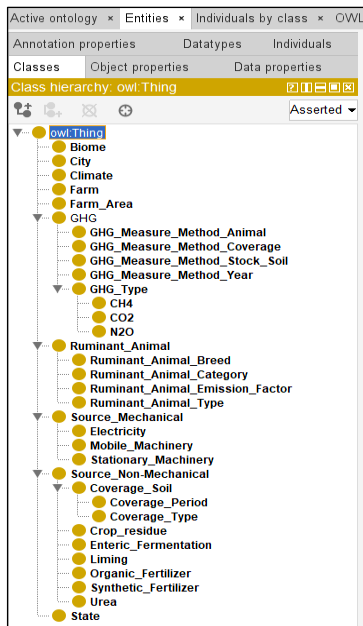 Active ontology × Entities × Individuals by class × OWL
Annotation properties Datatypes Individuals
Classes Object properties Data properties
Class hierarchy: owl:Thing
Asserted
owl:Thing
Biome
City
Climate
Farm
Farm_Area
GHG
GHG_Measure_Method_Animal
GHG_Measure_Method_Coverage
GHG_Measure_Method_Stock_Soil
GHG_Measure_Method_Year
GHG_Type
CH4
CO2
N2O
Ruminant_Animal
Ruminant_Animal_Breed
Ruminant_Animal_Category
Ruminant_Animal_Emission_Factor
Ruminant_Animal_Type
Source_Mechanical
Electricity
Mobile_Machinery
Stationary_Machinery
Source_Non-Mechanical
Coverage_Soil
Coverage_Period
Coverage_Type
Crop_residue
Enteric_Fermentation
Liming
Organic_Fertilizer
Synthetic_Fertilizer
Urea
State